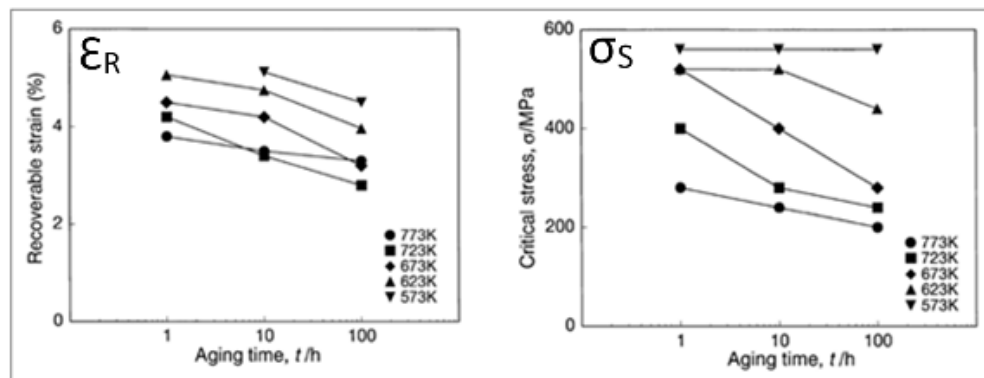 εR
Recoverable strain (%)
6
4
2
0
773K
723K
673K
623K
573K
1 10 100
Aging time, t/h
σS
Critical stress, σ/MPa
600
400
200
0
773K
723K
673K
623K
573K
1 10 100
Aging time, t/h